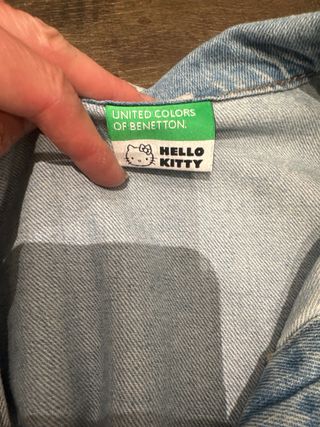 UNITED COLORS
OF BENETTON.
HELLO
KITTY